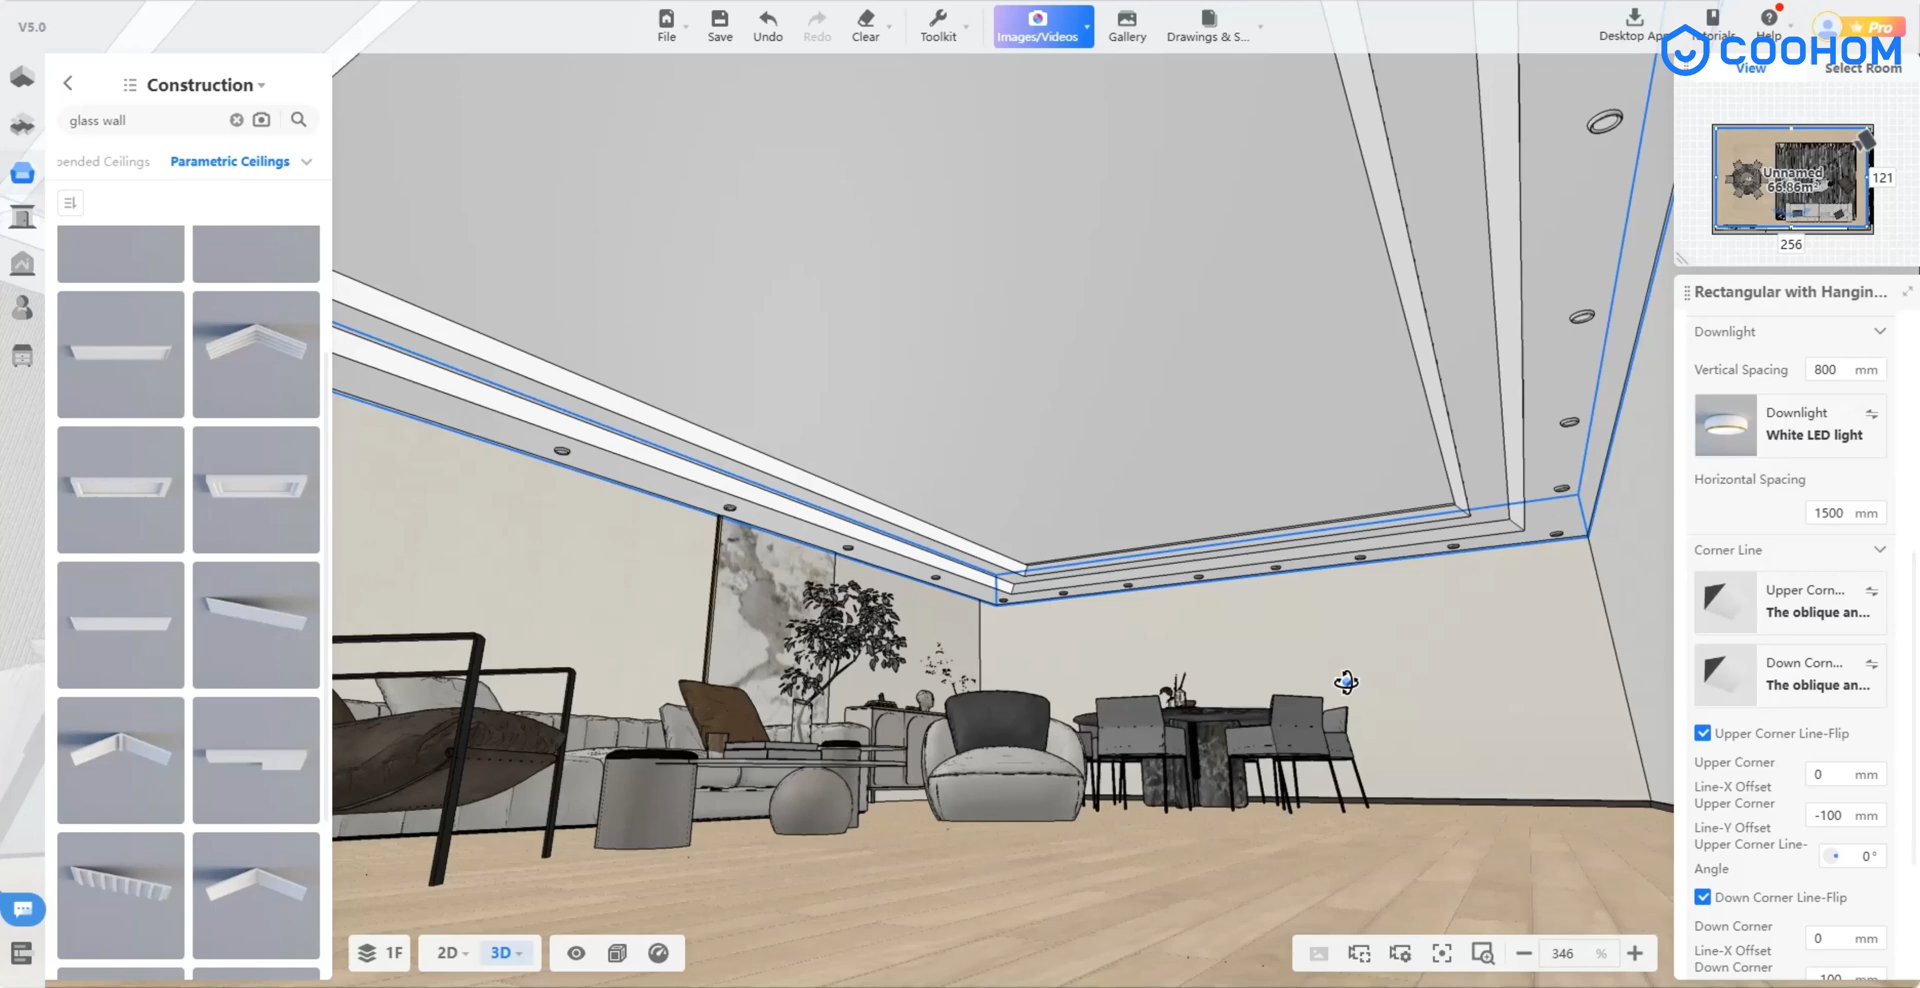 V5.0
File
Save
Undo
Redo
Clear
Toolkit
Images/Videos
Gallery
Drawings & S...
Desktop Ap
Tutorials
Help
Pro
COOHOM
View
Select Room
Construction
glass wall
pended Ceilings
Parametric Ceilings
Unnamed
66.86m²
121
256
Rectangular with Hangin...
Downlight
Vertical Spacing
800 mm
Downlight
White LED light
Horizontal Spacing
1500 mm
Corner Line
Upper Corn...
The oblique an...
Down Corn...
The oblique an...
Upper Corner Line-Flip
Upper Corner
Line-X Offset
0 mm
Upper Corner
Line-Y Offset
-100 mm
Upper Corner Line-
Angle
0°
Down Corner Line-Flip
Down Corner
Line-X Offset
0 mm
Down Corner
1F
2D
3D
346 %